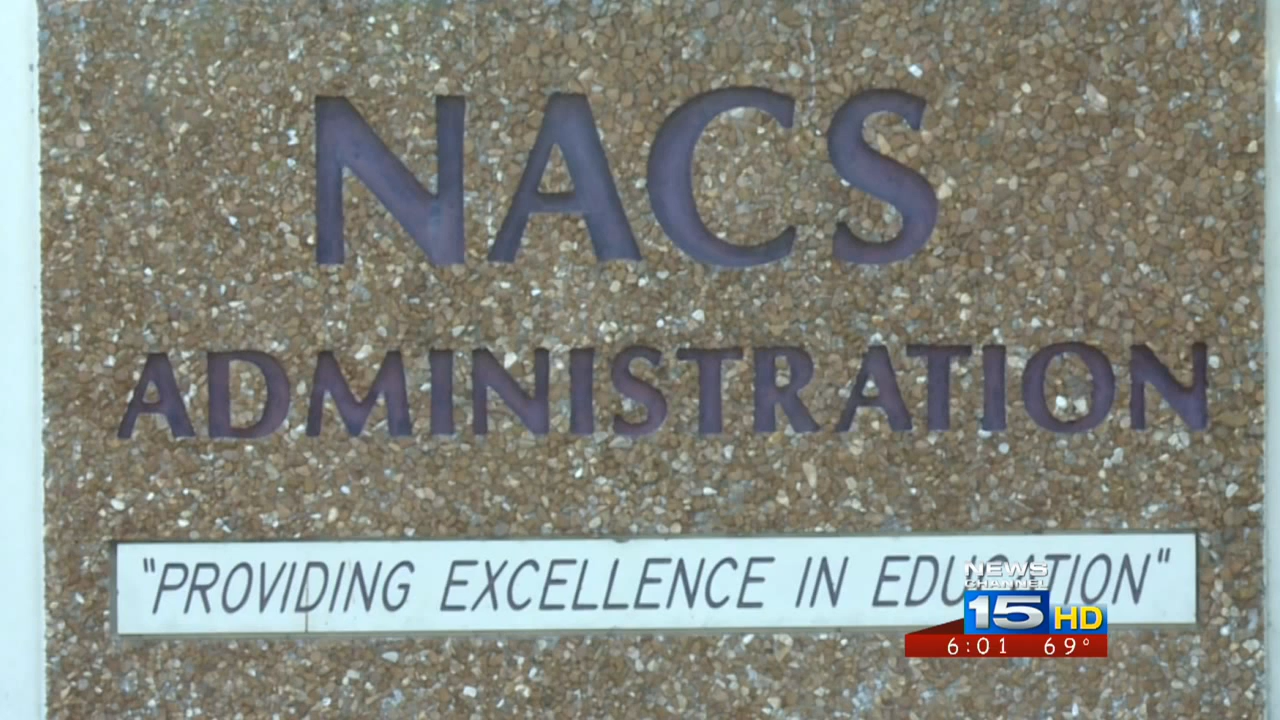 NACS
ADMINISTRATION
"PROVIDING EXCELLENCE IN EDUCATION"
NEWS
CHANNEL
15 HD
6:01 69°